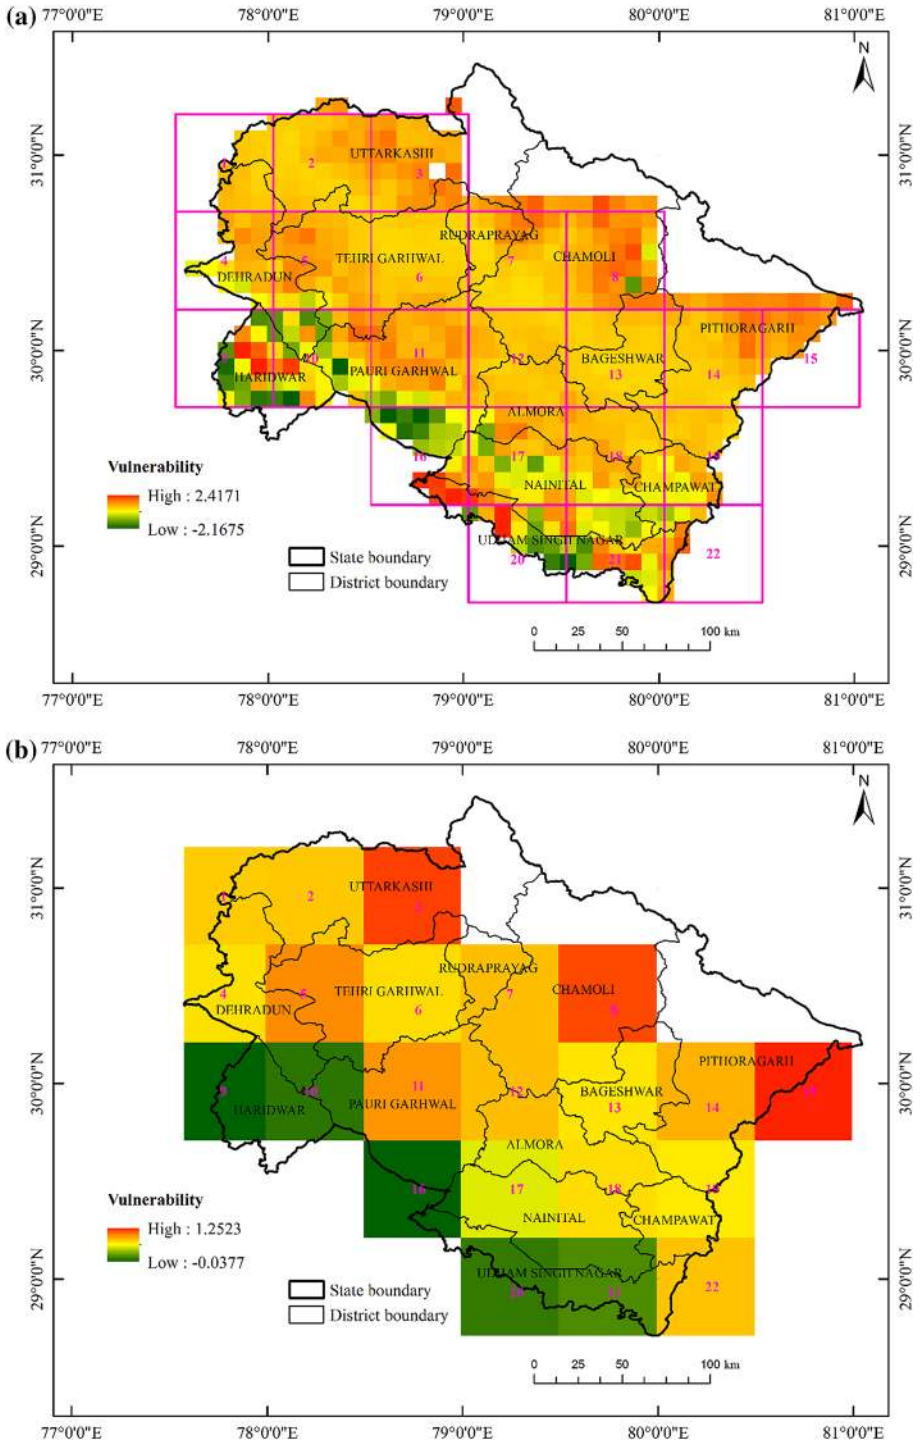 (a)
77°0'0"E 78°0'0"E 79°0'0"E 80°0'0"E 81°0'0"E
N
31°0'0"N 31°0'0"N
1 2 UTTARKASHI
3
RUDRAPRAYAG
4 5 TEHRI GARHWAL 7 CHAMOLI
DEHRADUN 6 8
PITHORAGARH
30°0'0"N 30°0'0"N
9 10 11 12 BAGESHWAR 15
HARIDWAR PAURI GARHWAL 13 14
ALMORA
16 17 18 19
Vulnerability
NAINITAL CHAMPAWAT
High : 2.4171
Low : -2.1675
29°0'0"N 29°0'0"N
UDHAM SINGH NAGAR
20 21 22
State boundary
District boundary
0 25 50 100 km
77°0'0"E 78°0'0"E 79°0'0"E 80°0'0"E 81°0'0"E
(b)
77°0'0"E 78°0'0"E 79°0'0"E 80°0'0"E 81°0'0"E
N
31°0'0"N 31°0'0"N
1 2 UTTARKASHI
3
RUDRAPRAYAG
4 5 TEHRI GARHWAL 7 CHAMOLI
DEHRADUN 6 8
PITHORAGARH
30°0'0"N 30°0'0"N
9 10 11 12 BAGESHWAR 15
HARIDWAR PAURI GARHWAL 13 14
ALMORA
16 17 18 19
Vulnerability
NAINITAL CHAMPAWAT
High : 1.2523
Low : -0.0377
29°0'0"N 29°0'0"N
UDHAM SINGH NAGAR
20 21 22
State boundary
District boundary
0 25 50 100 km
77°0'0"E 78°0'0"E 79°0'0"E 80°0'0"E 81°0'0"E